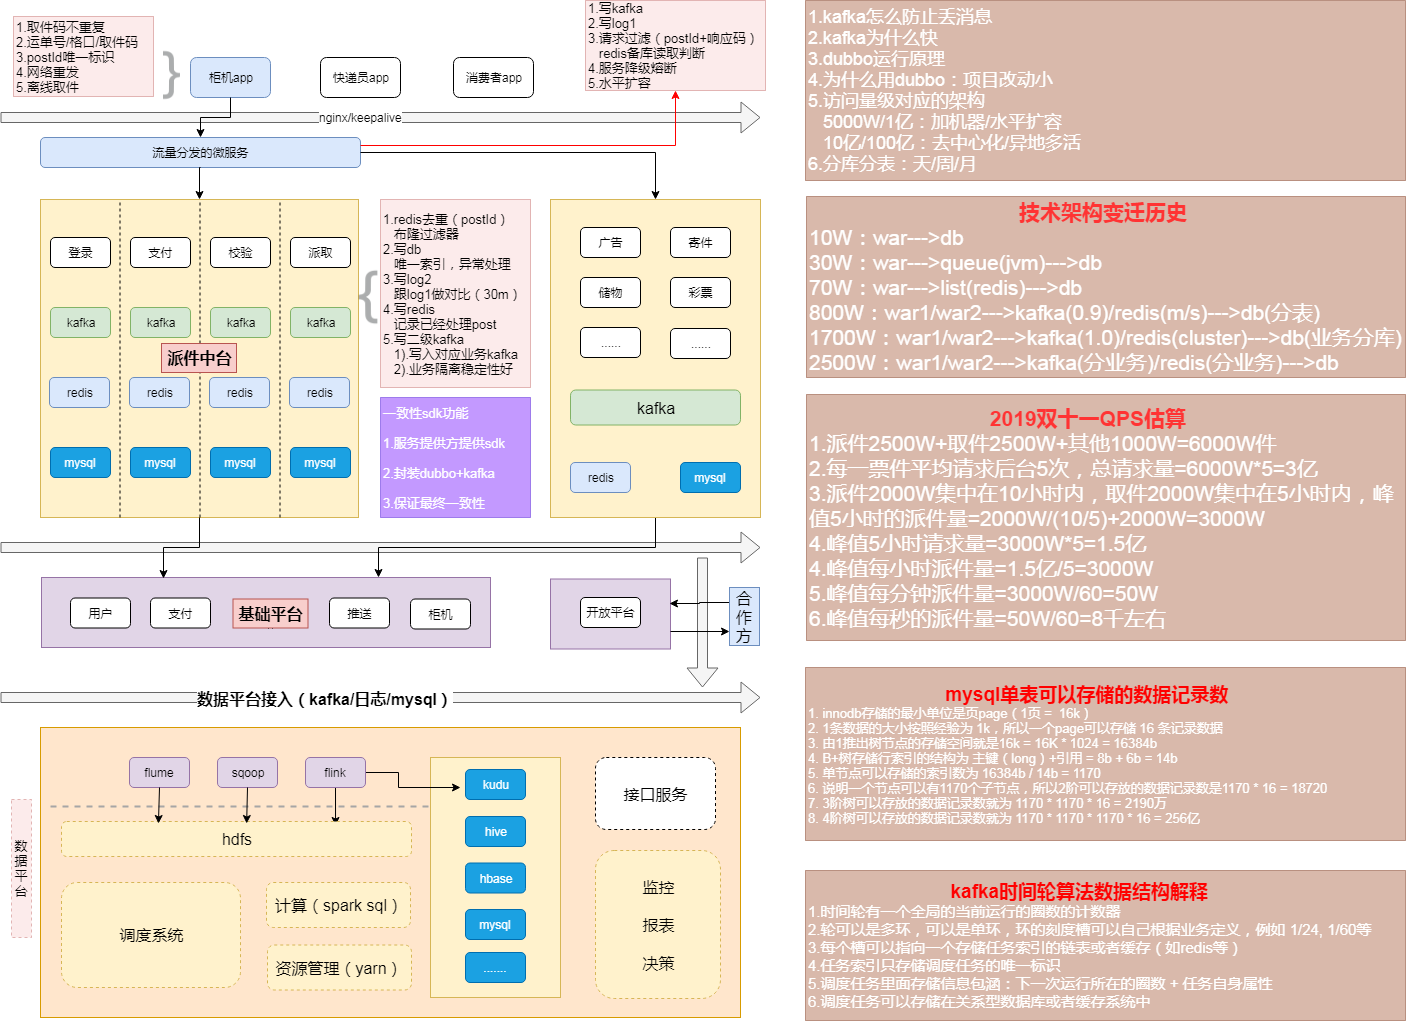 1.取件码不重复
2.运单号/格口/取件码
3.postId唯一标识
4.网络重发
5.离线取件
柜机app
快递员app
消费者app
1.写kafka
2.写log1
3.请求过滤（postId+响应码）
redis备库读取判断
4.服务降级熔断
5.水平扩容
nginx/keepalive
流量分发的微服务
登录
支付
校验
派取
kafka
kafka
kafka
kafka
派件中台
redis
redis
redis
redis
mysql
mysql
mysql
mysql
1.redis去重（postId）
布隆过滤器
2.写db
唯一索引，异常处理
3.写log2
跟log1做对比（30m）
4.写redis
记录已经处理post
5.写二级kafka
1).写入对应业务kafka
2).业务隔离稳定性好
一致性sdk功能
1.服务提供方提供sdk
2.封装dubbo+kafka
3.保证最终一致性
广告
寄件
储物
彩票
......
......
kafka
redis
mysql
用户
支付
基础平台
推送
柜机
开放平台
合
作
方
数据平台接入（kafka/日志/mysql）
数
据
平
台
flume
sqoop
flink
hdfs
调度系统
计算（spark sql）
资源管理（yarn）
kudu
hive
hbase
mysql
.......
接口服务
监控
报表
决策
1.kafka怎么防止丢消息
2.kafka为什么快
3.dubbo运行原理
4.为什么用dubbo：项目改动小
5.访问量级对应的架构
5000W/1亿：加机器/水平扩容
10亿/100亿：去中心化/异地多活
6.分库分表：天/周/月
技术架构变迁历史
10W：war--->db
30W：war--->queue(jvm)--->db
70W：war--->list(redis)--->db
800W：war1/war2--->kafka(0.9)/redis(m/s)--->db(分表)
1700W：war1/war2--->kafka(1.0)/redis(cluster)--->db(业务分库)
2500W：war1/war2--->kafka(分业务)/redis(分业务)--->db
2019双十一QPS估算
1.派件2500W+取件2500W+其他1000W=6000W件
2.每一票件平均请求后台5次，总请求量=6000W*5=3亿
3.派件2000W集中在10小时内，取件2000W集中在5小时内，峰
值5小时的派件量=2000W/(10/5)+2000W=3000W
4.峰值5小时请求量=3000W*5=1.5亿
4.峰值每小时派件量=1.5亿/5=3000W
5.峰值每分钟派件量=3000W/60=50W
6.峰值每秒的派件量=50W/60=8千左右
mysql单表可以存储的数据记录数
1. innodb存储的最小单位是页page（1页 = 16k）
2. 1条数据的大小按照经验为 1k，所以一个page可以存储 16 条记录数据
3. 由1推出树节点的存储空间就是16k = 16K * 1024 = 16384b
4. B+树存储行索引的结构为 主键（long）+引用 = 8b + 6b = 14b
5. 单节点可以存储的索引数为 16384b / 14b = 1170
6. 说明一个节点可以有1170个子节点，所以2阶可以存放的数据记录数是1170 * 16 = 18720
7. 3阶树可以存放的数据记录数就为 1170 * 1170 * 16 = 2190万
8. 4阶树可以存放的数据记录数就为 1170 * 1170 * 1170 * 16 = 256亿
kafka时间轮算法数据结构解释
1.时间轮有一个全局的当前运行的圈数的计数器
2.轮可以是多环，可以是单环，环的刻度槽可以自己根据业务定义，例如 1/24, 1/60等
3.每个槽可以指向一个存储任务索引的链表或者缓存（如redis等）
4.任务索引只存储调度任务的唯一标识
5.调度任务里面存储信息包涵：下一次运行所在的圈数 + 任务自身属性
6.调度任务可以存储在关系型数据库或者缓存系统中